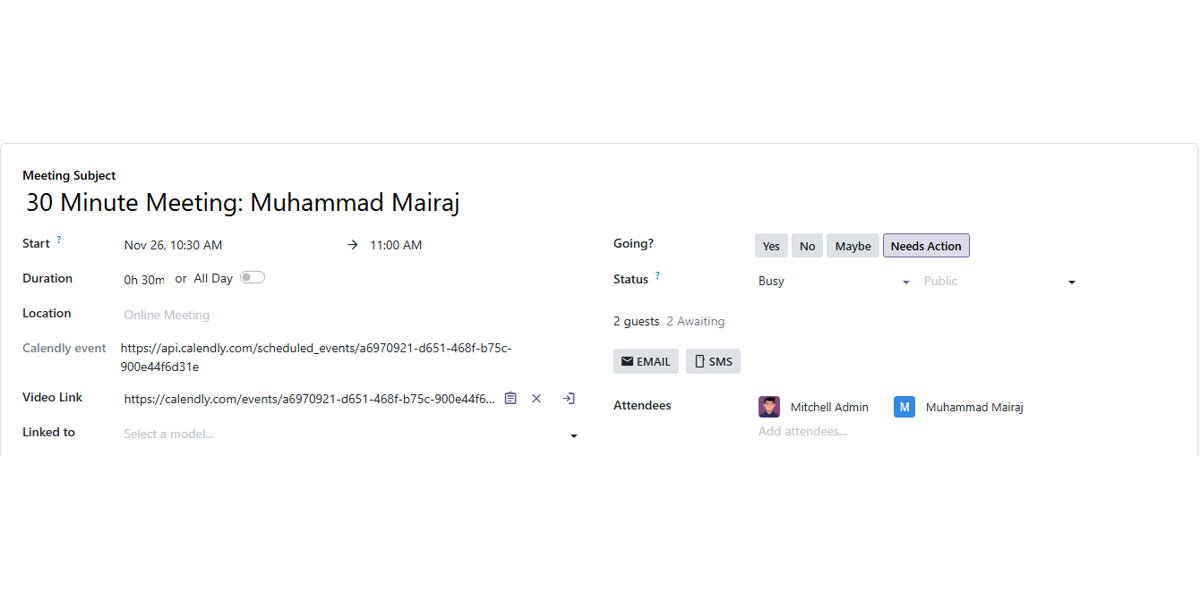 Meeting Subject
30 Minute Meeting: Muhammad Mairaj
Start ? Nov 26, 10:30 AM → 11:00 AM
Duration 0h 30m or All Day
Location Online Meeting
Calendly event https://api.calendly.com/scheduled_events/a6970921-d651-468f-b75c-
900e44f6d31e
Video Link https://calendly.com/events/a6970921-d651-468f-b75c-900e44f6...
Linked to Select a model...
Going? Yes No Maybe Needs Action
Status ? Busy Public
2 guests 2 Awaiting
EMAIL SMS
Attendees Mitchell Admin M Muhammad Mairaj
Add attendees...